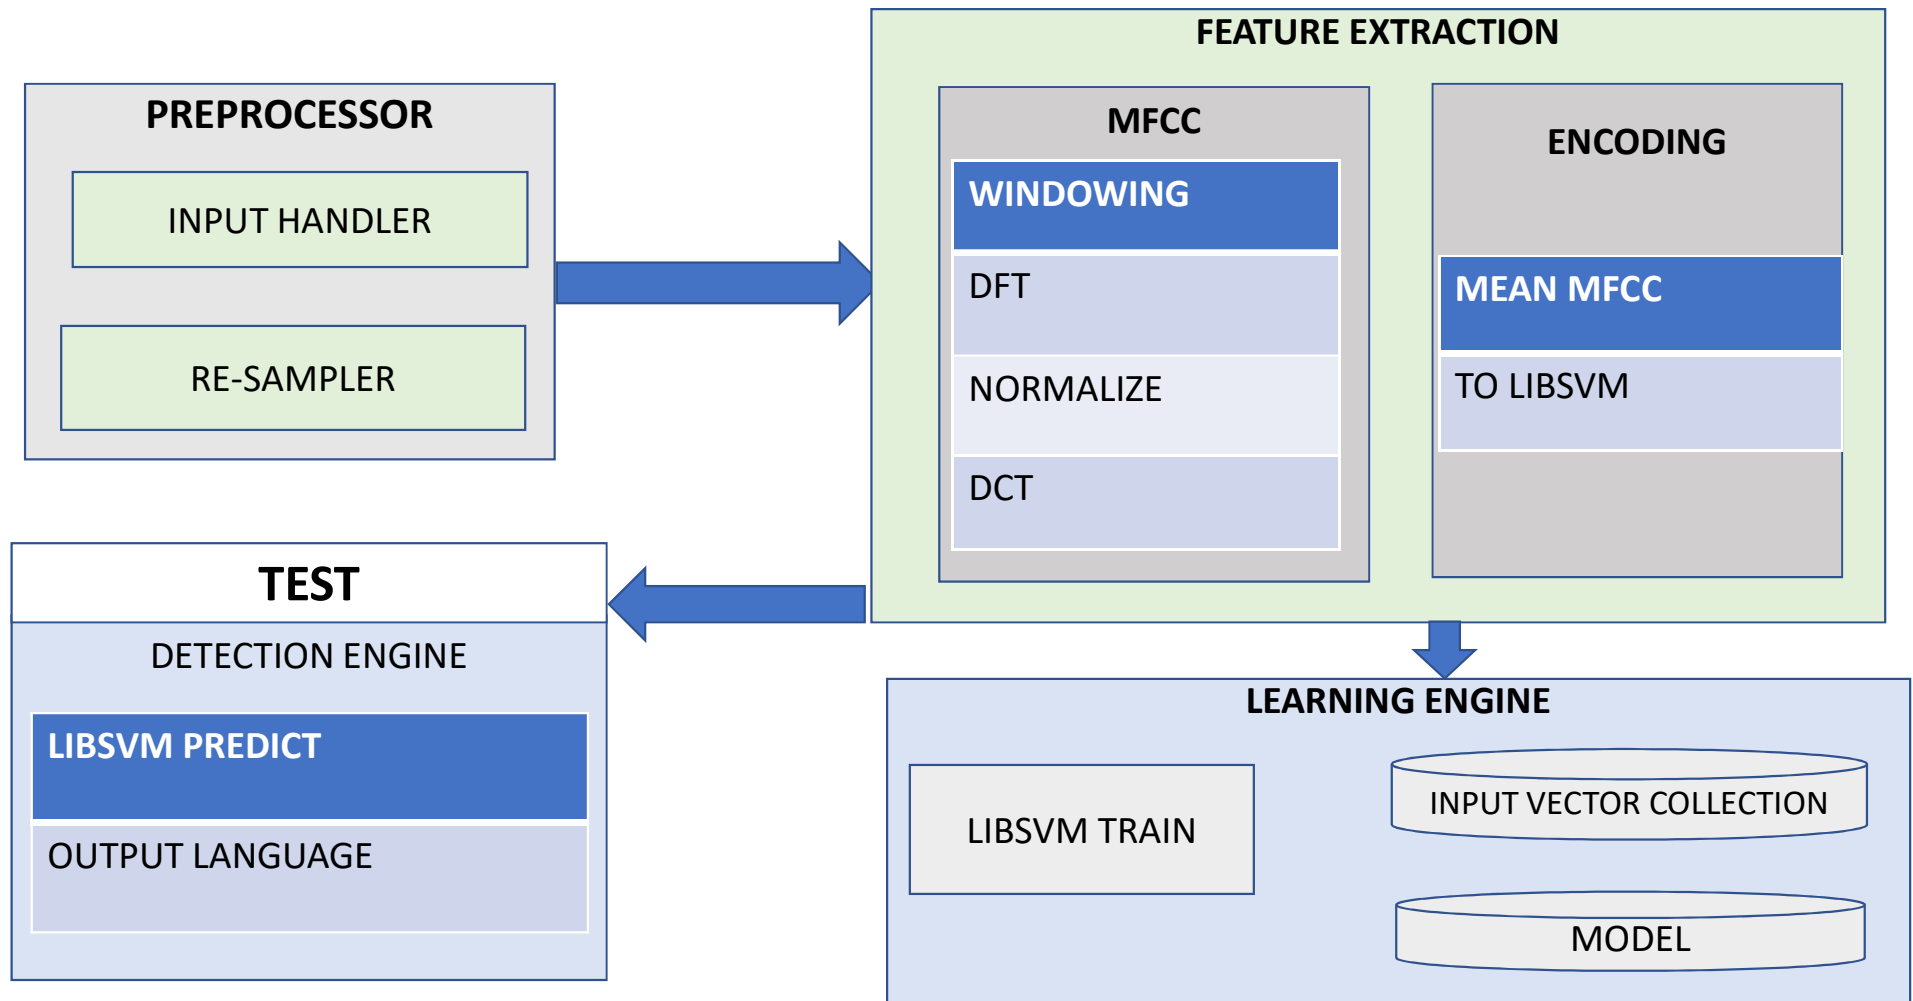 PREPROCESSOR
INPUT HANDLER
RE-SAMPLER
FEATURE EXTRACTION
MFCC
WINDOWING
DFT
NORMALIZE
DCT
ENCODING
MEAN MFCC
TO LIBSVM
TEST
DETECTION ENGINE
LIBSVM PREDICT
OUTPUT LANGUAGE
LEARNING ENGINE
LIBSVM TRAIN
INPUT VECTOR COLLECTION
MODEL